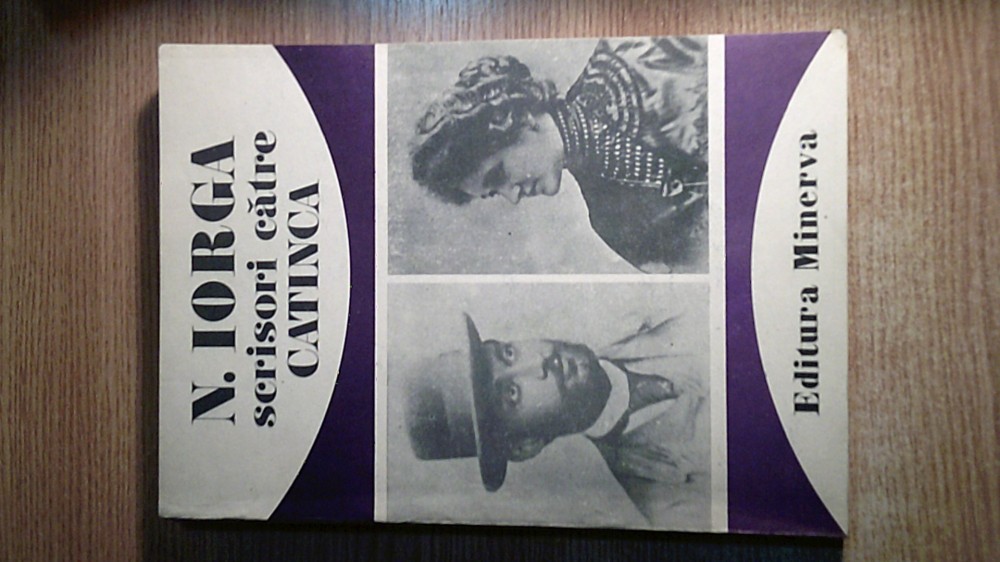 N. IORGA
scrisori către
CATINCA
Editura Minerva